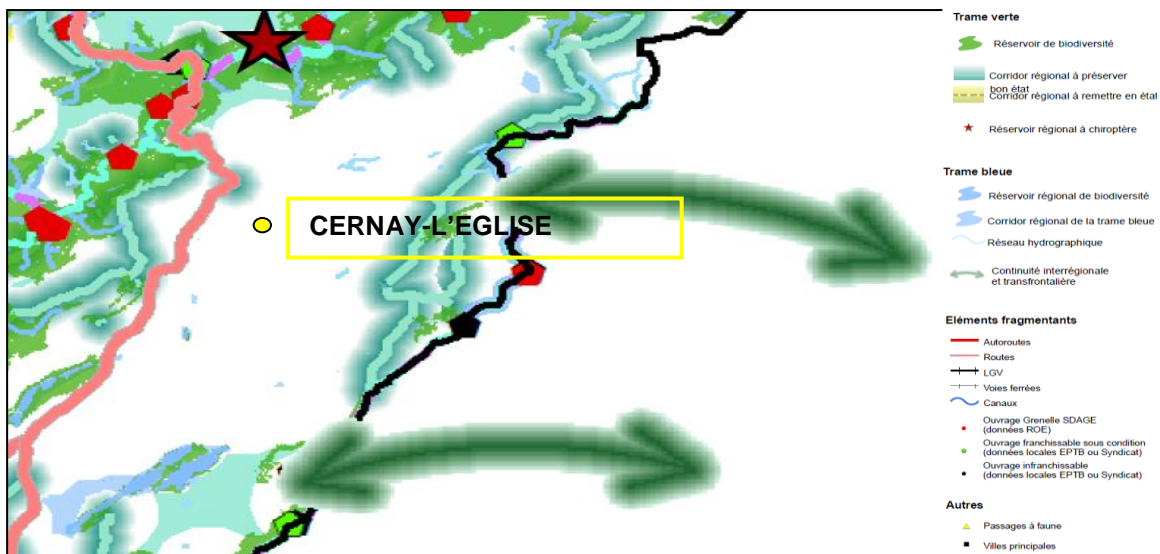 CERNAY-L'EGLISE
Trame verte
Réservoir de biodiversité
Corridor régional à préserver
bon état
Corridor régional à remettre en état
Réservoir régional à chiroptère
Trame bleue
Réservoir régional de biodiversité
Corridor régional de la trame bleue
Réseau hydrographique
Continuité interrégionale
et transfrontalière
Eléments fragmentants
Autoroutes
Routes
LGV
Voies ferrées
Canaux
Ouvrage Grenelle SDAGE
(données ROE)
Ouvrage franchissable sous condition
(données locales EPTB ou Syndicat)
Ouvrage infranchissable
(données locales EPTB ou Syndicat)
Autres
Passages à faune
Villes principales